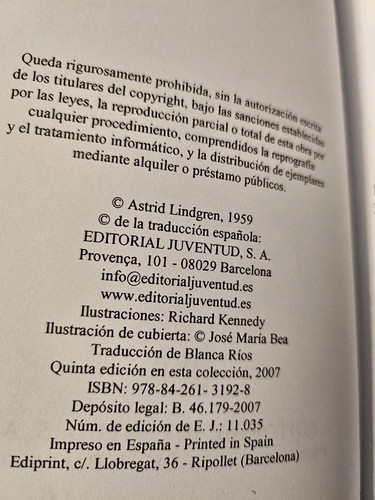 Queda rigurosamente prohibida, sin la autorización escrita
de los titulares del copyright, bajo las sanciones establecidas
por las leyes, la reproducción parcial o total de esta obra por
cualquier procedimiento, comprendidos la reprografía
y el tratamiento informático, y la distribución de ejemplares
mediante alquiler o préstamo públicos.
© Astrid Lindgren, 1959
© de la traducción española:
EDITORIAL JUVENTUD, S. A.
Provença, 101 - 08029 Barcelona
info@editorialjuventud.es
www.editorialjuventud.es
Ilustraciones: Richard Kennedy
Ilustración de cubierta: © José María Bea
Traducción de Blanca Ríos
Quinta edición en esta colección, 2007
ISBN: 978-84-261- 3192-8
Depósito legal: B. 46.179-2007
Núm. de edición de E. J.: 11.035
Impreso en España - Printed in Spain
Ediprint, c/. Llobregat, 36 - Ripollet (Barcelona)